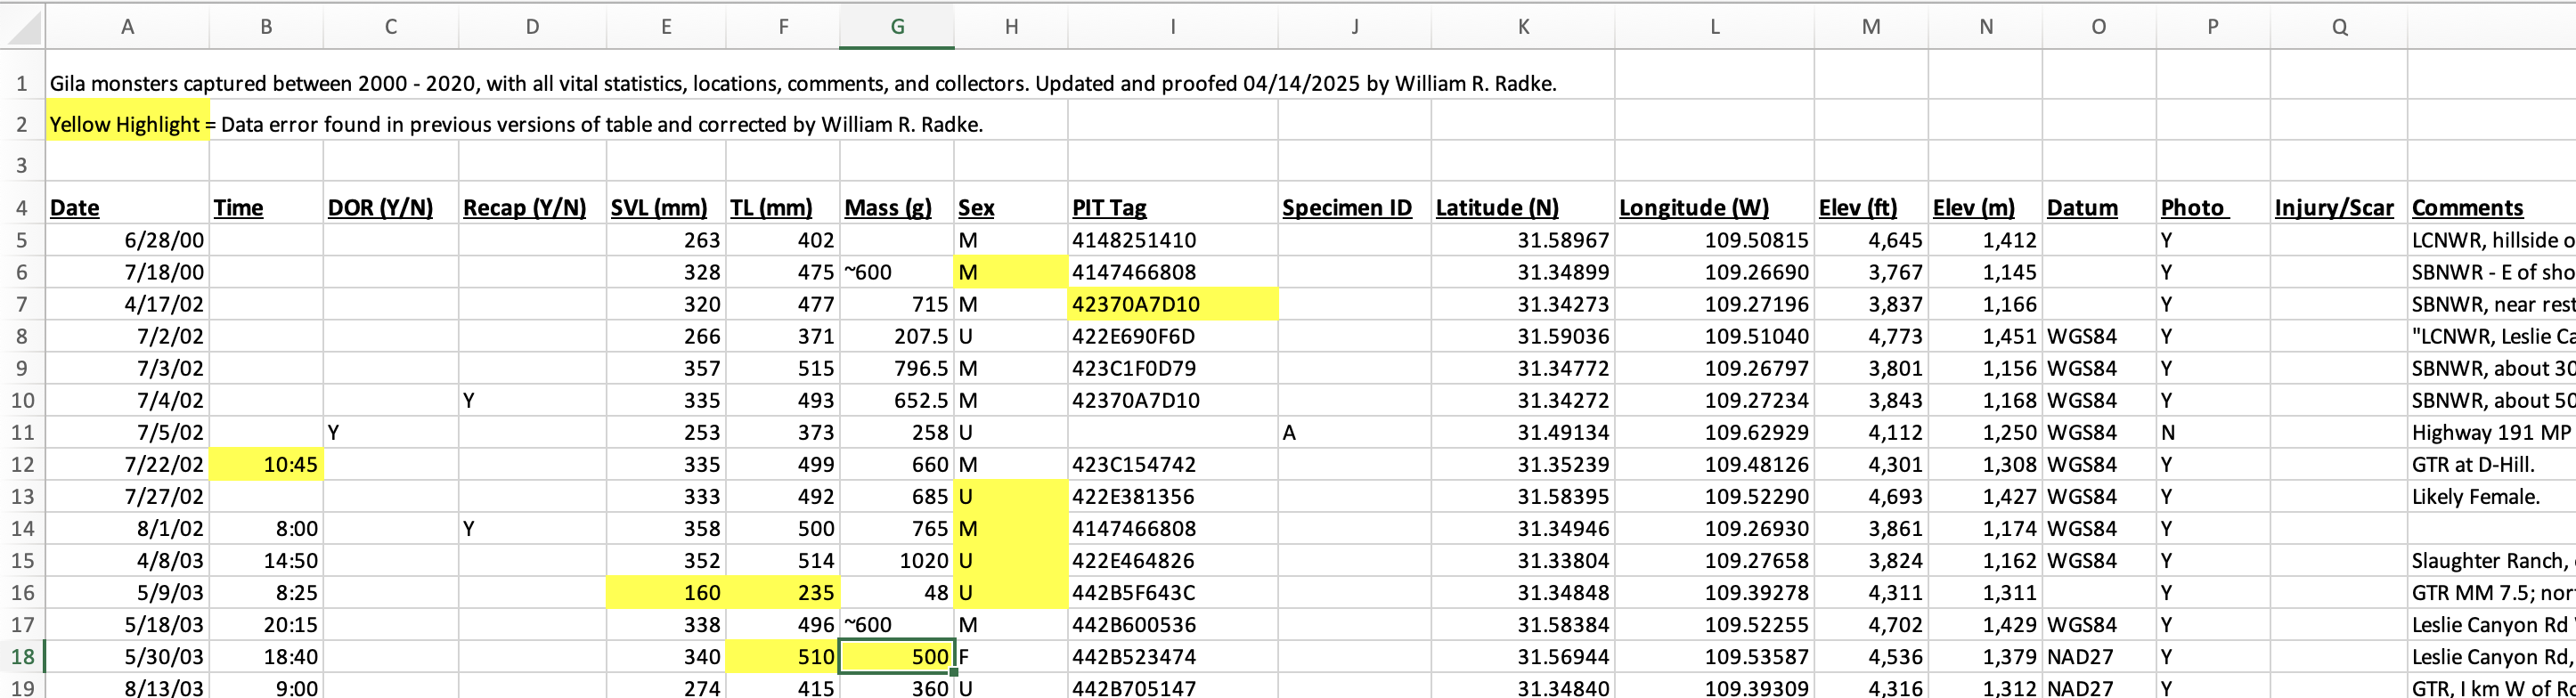 A B C D E F G H I J K L M N O P Q
1 Gila monsters captured between 2000 - 2020, with all vital statistics, locations, comments, and collectors. Updated and proofed 04/14/2025 by William R. Radke.
2 Yellow Highlight = Data error found in previous versions of table and corrected by William R. Radke.
3
4 Date Time DOR (Y/N) Recap (Y/N) SVL (mm) TL (mm) Mass (g) Sex PIT Tag Specimen ID Latitude (N) Longitude (W) Elev (ft) Elev (m) Datum Photo Injury/Scar Comments
5 6/28/00 263 402 M 4148251410 31.58967 109.50815 4,645 1,412 Y LCNWR, hillside o
6 7/18/00 328 475 ~600 M 4147466808 31.34899 109.26690 3,767 1,145 Y SBNWR - E of sho
7 4/17/02 320 477 715 M 42370A7D10 31.34273 109.27196 3,837 1,166 Y SBNWR, near rest
8 7/2/02 266 371 207.5 U 422E690F6D 31.59036 109.51040 4,773 1,451 WGS84 Y "LCNWR, Leslie Ca
9 7/3/02 357 515 796.5 M 423C1F0D79 31.34772 109.26797 3,801 1,156 WGS84 Y SBNWR, about 30
10 7/4/02 Y 335 493 652.5 M 42370A7D10 31.34272 109.27234 3,843 1,168 WGS84 Y SBNWR, about 50
11 7/5/02 Y 253 373 258 U A 31.49134 109.62929 4,112 1,250 WGS84 N Highway 191 MP
12 7/22/02 10:45 335 499 660 M 423C154742 31.35239 109.48126 4,301 1,308 WGS84 Y GTR at D-Hill.
13 7/27/02 333 492 685 U 422E381356 31.58395 109.52290 4,693 1,427 WGS84 Y Likely Female.
14 8/1/02 8:00 Y 358 500 765 M 4147466808 31.34946 109.26930 3,861 1,174 WGS84 Y
15 4/8/03 14:50 352 514 1020 U 422E464826 31.33804 109.27658 3,824 1,162 WGS84 Y Slaughter Ranch,
16 5/9/03 8:25 160 235 48 U 442B5F643C 31.34848 109.39278 4,311 1,311 Y GTR MM 7.5; nor
17 5/18/03 20:15 338 496 ~600 M 442B600536 31.58384 109.52255 4,702 1,429 WGS84 Y Leslie Canyon Rd
18 5/30/03 18:40 340 510 500 F 442B523474 31.56944 109.53587 4,536 1,379 NAD27 Y Leslie Canyon Rd,
19 8/13/03 9:00 274 415 360 U 442B705147 31.34840 109.39309 4,316 1,312 NAD27 Y GTR, I km W of Ro